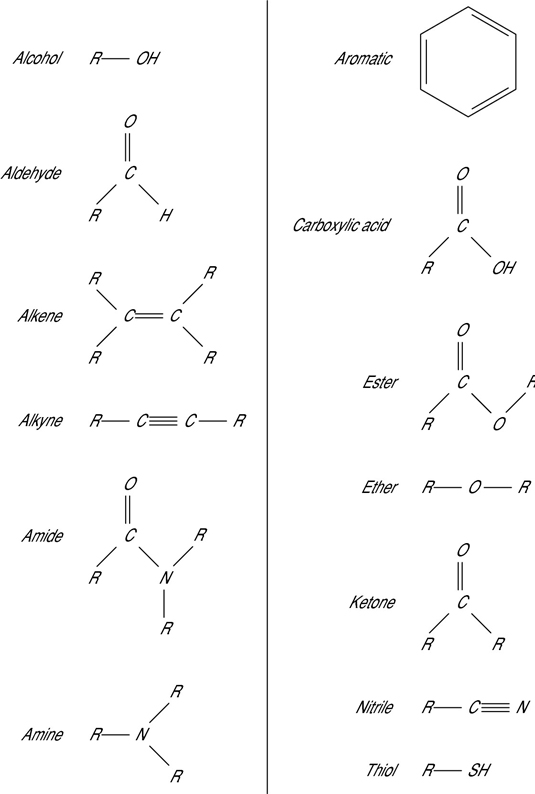 Alcohol R—OH
Aldehyde
O
C
R H
Alkene
R R
C=C
R R
Alkyne R—C≡C—R
O
Amide C R
R N
R
R
Amine R—N
R
Aromatic
O
Carboxylic acid C
R OH
O
Ester C R
R O
Ether R—O—R
O
Ketone C
R R
Nitrile R—C≡N
Thiol R—SH